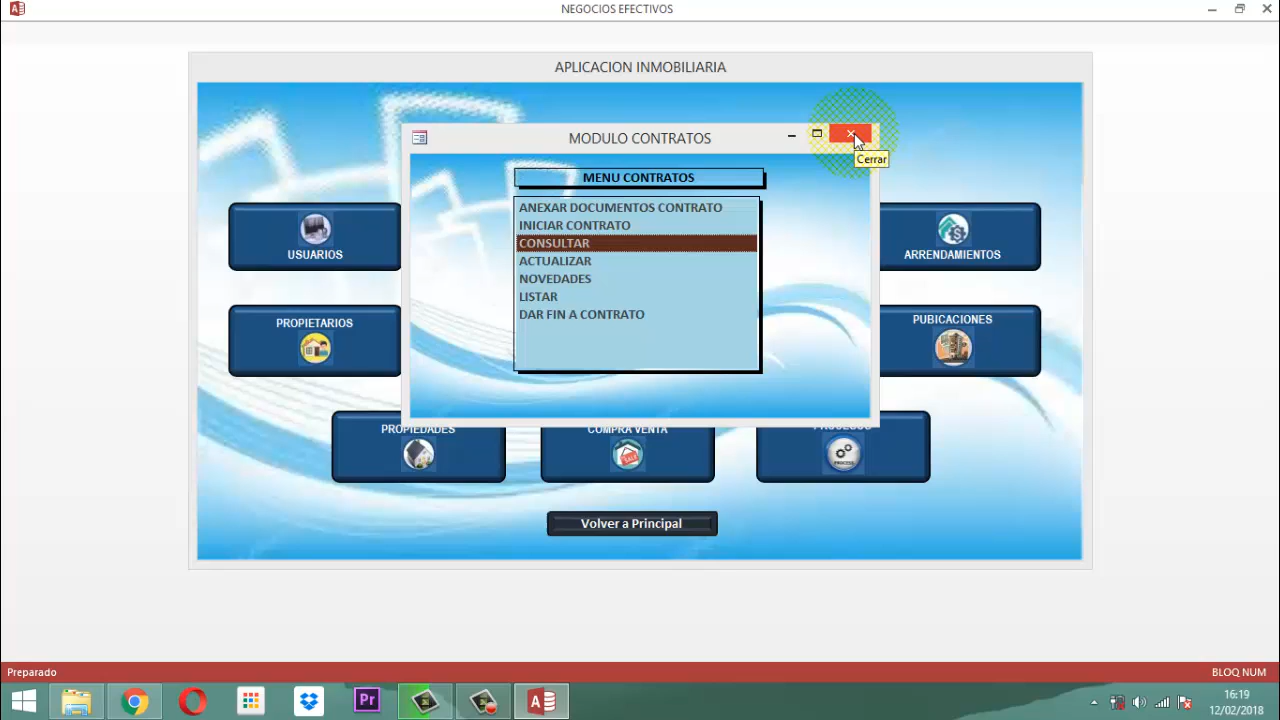 NEGOCIOS EFECTIVOS
APLICACION INMOBILIARIA
MODULO CONTRATOS
Cerrar
MENU CONTRATOS
ANEXAR DOCUMENTOS CONTRATO
INICIAR CONTRATO
CONSULTAR
ACTUALIZAR
NOVEDADES
LISTAR
DAR FIN A CONTRATO
USUARIOS
ARRENDAMIENTOS
PROPIETARIOS
PUBICACIONES
PROPIEDADES
COMPRA VENTA
PROCESS
Volver a Principal
Preparado
BLOQ NUM
Pr
16:19
12/02/2018